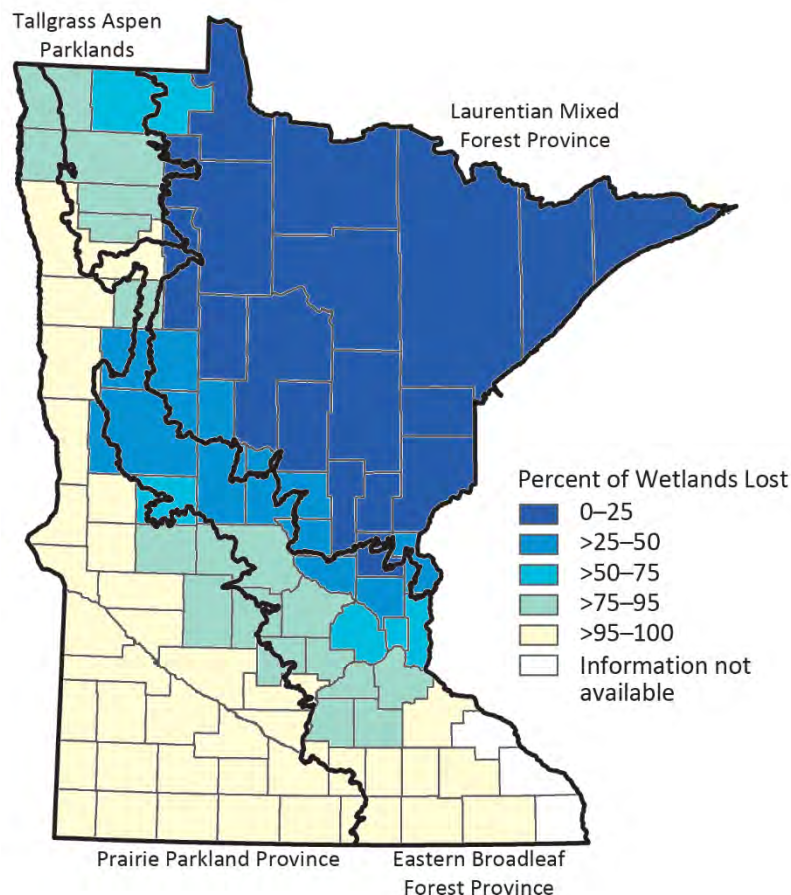 Tallgrass Aspen
Parklands
Laurentian Mixed
Forest Province
Percent of Wetlands Lost
0–25
>25–50
>50–75
>75–95
>95–100
Information not
available
Prairie Parkland Province
Eastern Broadleaf
Forest Province